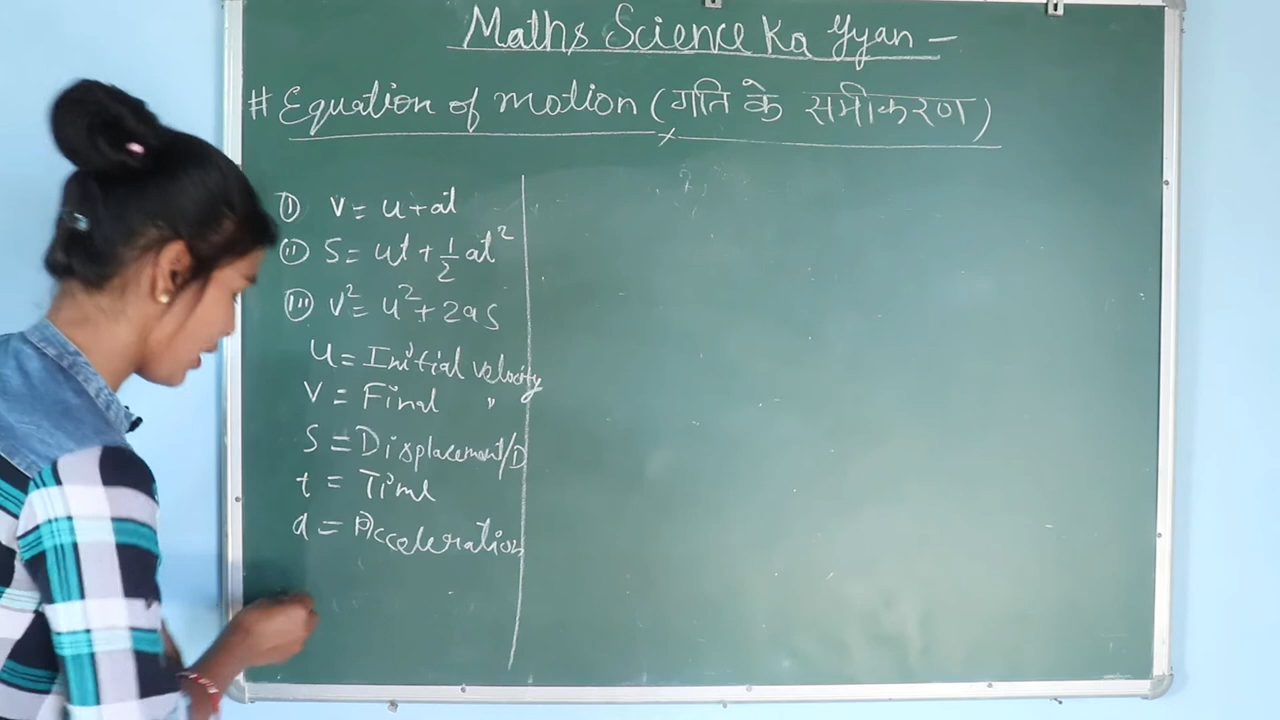 Maths Science Ka Gyan -
# Equation of motion (गति के समीकरण)
(i) v = u + at
(ii) S = ut + 1/2 at²
(iii) v² = u² + 2as
u = Initial velocity
V = Final "
S = Displacement/D
t = Time
a = Acceleration